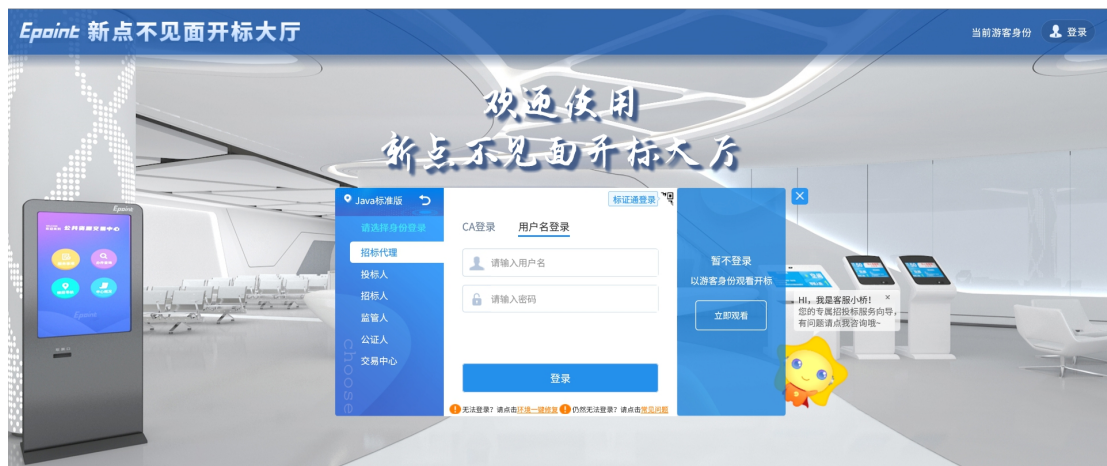 Epoint 新点不见面开标大厅
当前游客身份 登录
欢迎使用
新点不见面开标大厅
Epoint
Java标准版
请选择身份登录
招标代理
投标人
招标人
监管人
公证人
交易中心
choose
标证通登录
CA登录 用户名登录
请输入用户名
请输入密码
登录
无法登录？请点击环境一键修复 仍然无法登录？请点击常见问题
暂不登录
以游客身份观看开标
立即观看
HI，我是客服小桥！
您的专属招投标服务向导，
有问题请点我咨询哦~